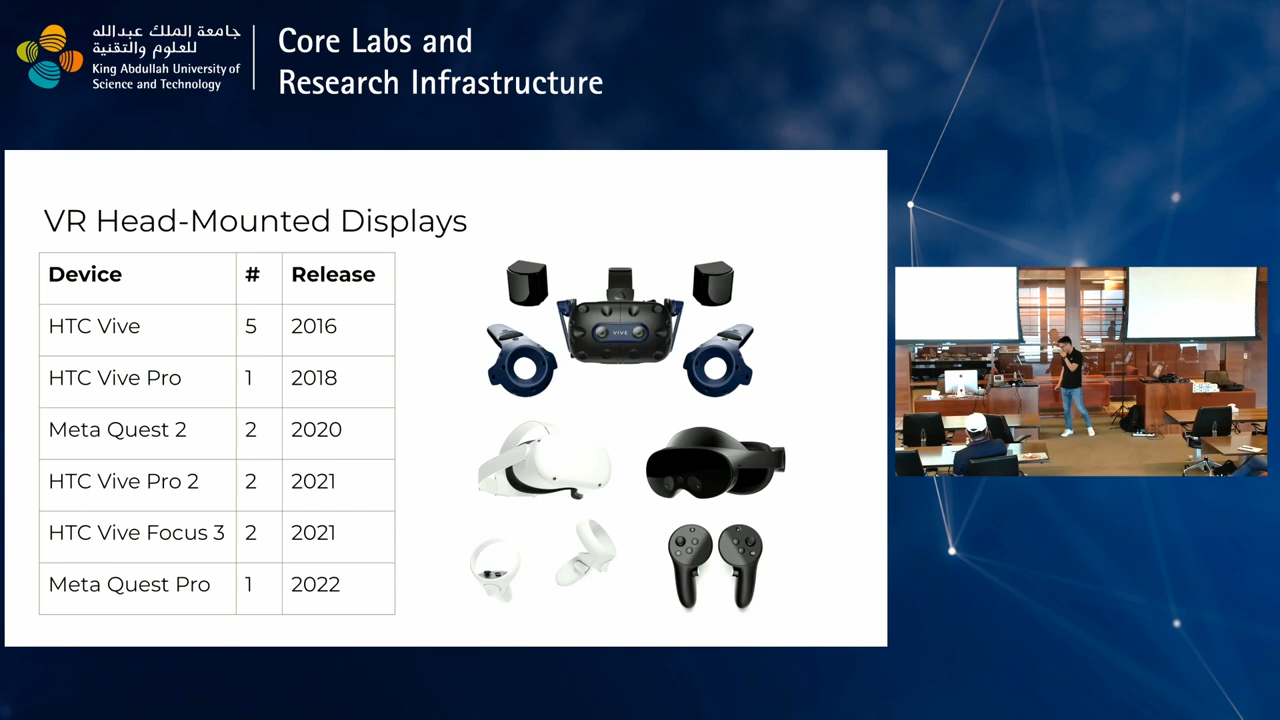 جامعة الملك عبدالله
للعلوم والتقنية
King Abdullah University of
Science and Technology
Core Labs and
Research Infrastructure
VR Head-Mounted Displays
Device # Release
HTC Vive 5 2016
HTC Vive Pro 1 2018
Meta Quest 2 2 2020
HTC Vive Pro 2 2 2021
HTC Vive Focus 3 2 2021
Meta Quest Pro 1 2022
VIVE